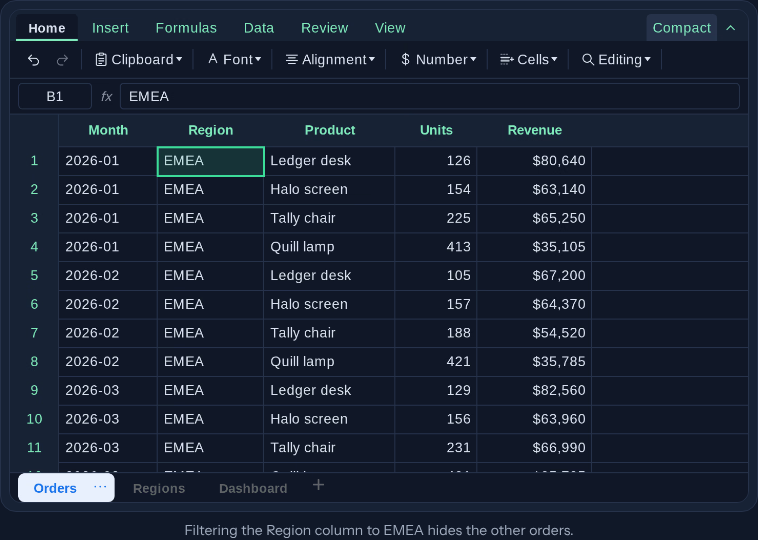 Home Insert Formulas Data Review View Compact
Clipboard Font Alignment $ Number Cells Editing
B1 fx EMEA
Month Region Product Units Revenue
1 2026-01 EMEA Ledger desk 126 $80,640
2 2026-01 EMEA Halo screen 154 $63,140
3 2026-01 EMEA Tally chair 225 $65,250
4 2026-01 EMEA Quill lamp 413 $35,105
5 2026-02 EMEA Ledger desk 105 $67,200
6 2026-02 EMEA Halo screen 157 $64,370
7 2026-02 EMEA Tally chair 188 $54,520
8 2026-02 EMEA Quill lamp 421 $35,785
9 2026-03 EMEA Ledger desk 129 $82,560
10 2026-03 EMEA Halo screen 156 $63,960
11 2026-03 EMEA Tally chair 231 $66,990
Orders ··· Regions Dashboard +
Filtering the Region column to EMEA hides the other orders.